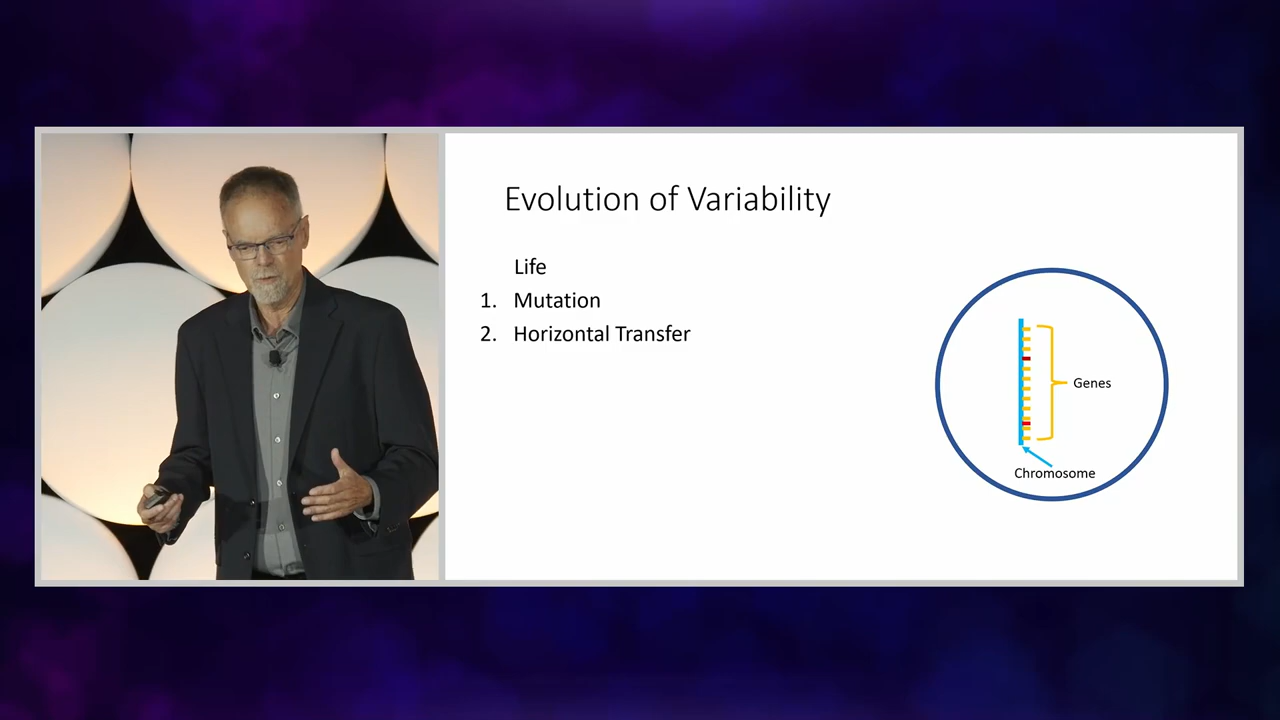 Evolution of Variability
Life
1. Mutation
2. Horizontal Transfer
Genes
Chromosome